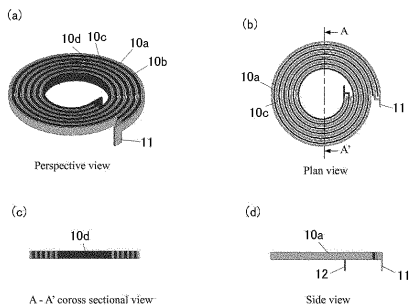 (a)
10d
10c
10a
10b
11
Perspective view
(b)
A
10a
10c
11
A'
Plan view
(c)
10d
A - A' coross sectional view
(d)
10a
12
11
Side view